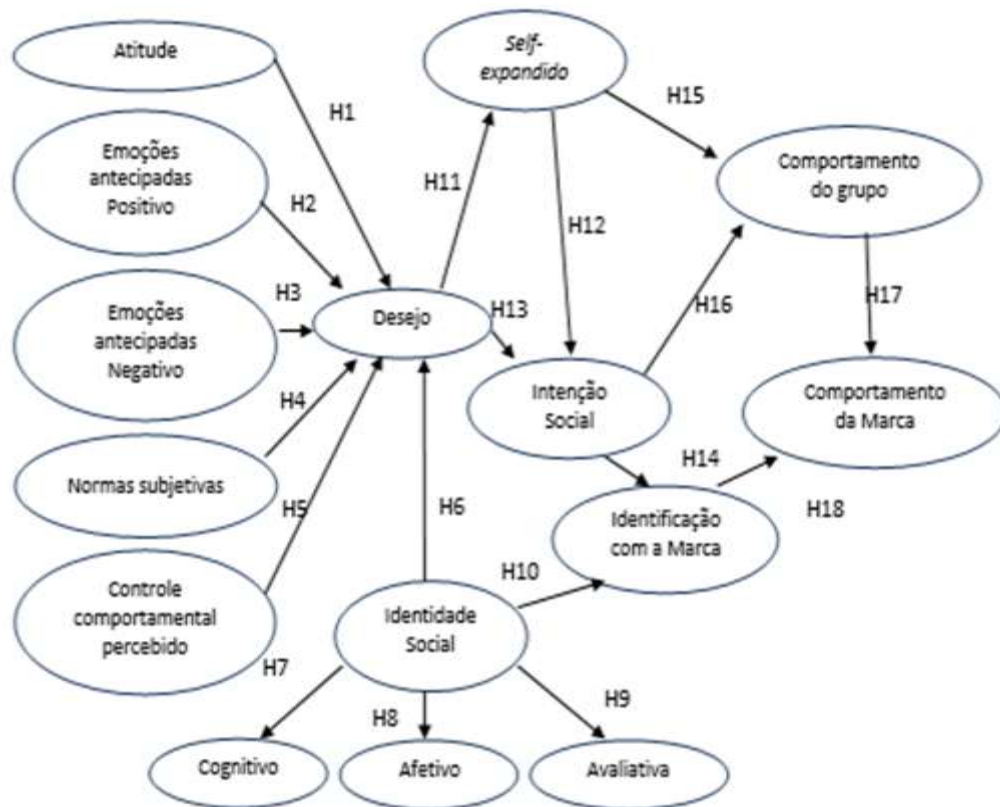 Atitude
H1
Emoções
antecipadas
Positivo
H2
Emoções
antecipadas
Negativo
H3
Normas subjetivas
H4
Controle
comportamental
percebido
H5
Desejo
H6
H11
Self-
expandido
H12
H13
H15
Comportamento
do grupo
H16
H17
Intenção
Social
Comportamento
da Marca
H14
H18
Identificação
com a Marca
H10
Identidade
Social
H7
H8
H9
Cognitivo
Afetivo
Avaliativa